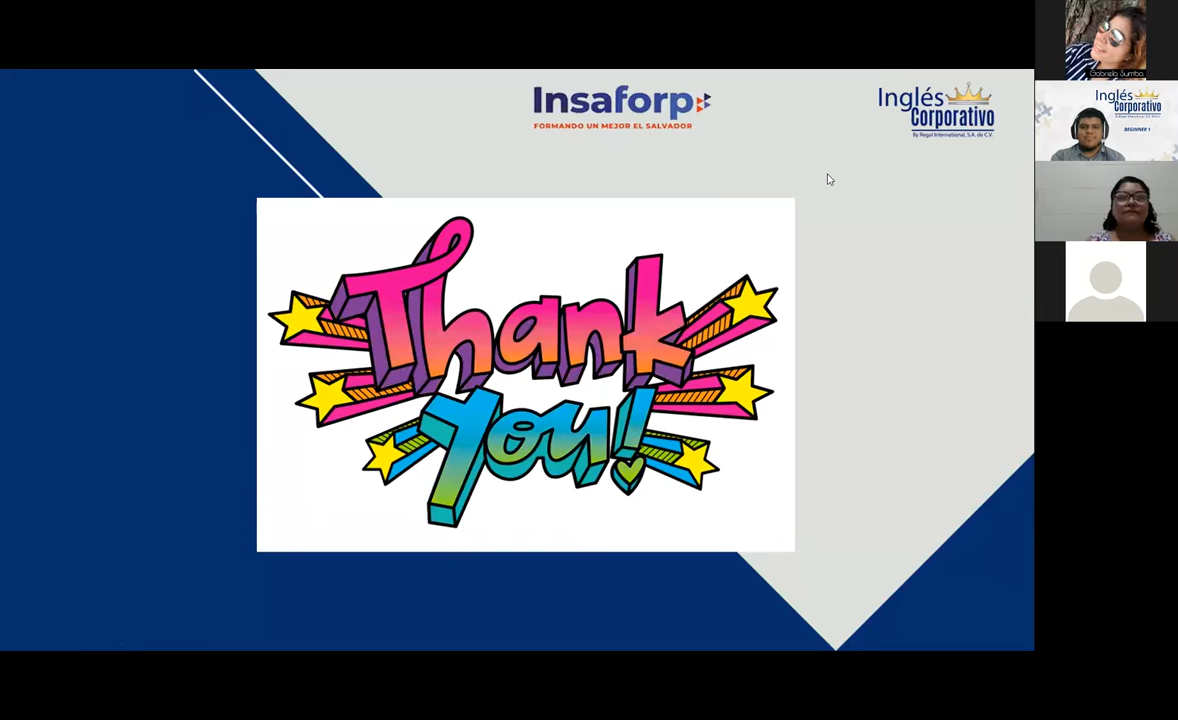 Insaforp
FORMANDO UN MEJOR EL SALVADOR
Inglés
Corporativo
By Regal International, S.A. de C.V.
Thank
you!
Gabriela Sumba
Inglés
Corporativo
BEGINNER 1